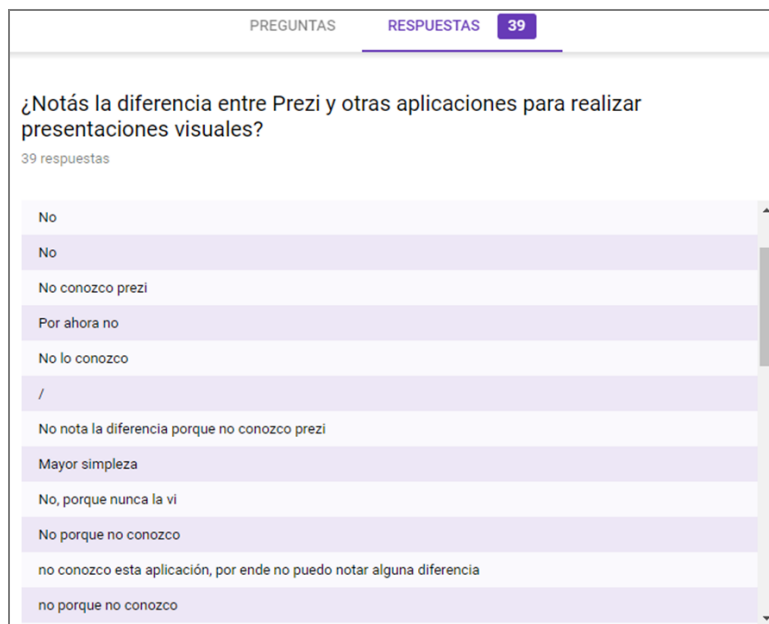 PREGUNTAS RESPUESTAS 39
¿Notás la diferencia entre Prezi y otras aplicaciones para realizar
presentaciones visuales?
39 respuestas
No
No
No conozco prezi
Por ahora no
No lo conozco
/
No nota la diferencia porque no conozco prezi
Mayor simpleza
No, porque nunca la vi
No porque no conozco
no conozco esta aplicación, por ende no puedo notar alguna diferencia
no porque no conozco